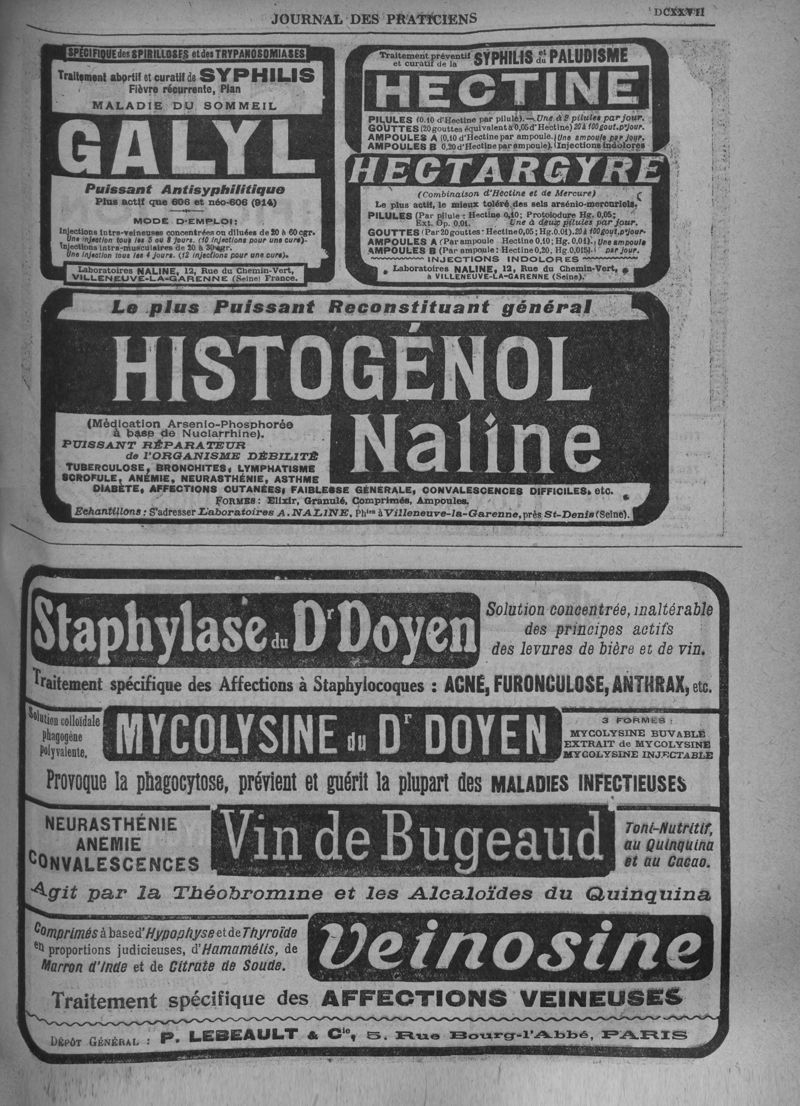 JOURNAL DES PRATICIENS
DCXXVII
SPÉCIFIQUE des SPIRILLOSES et des TRYPANOSOMIASES
Traitement abortif et curatif de SYPHILIS
Fièvre récurrente, Pian
MALADIE DU SOMMEIL
GALYL
Puissant Antisyphilitique
Plus actif que 606 et néo-606 (914)
MODE D'EMPLOI:
Injections intra-veineuses concentrées ou diluées de 20 à 60 cgr.
Une injection tous les 5 ou 8 jours. (10 injections pour une cure).
Injections intra-musculaires de 20 à 30 cgr.
Une injection tous les 4 jours. (12 injections pour une cure).
Laboratoires NALINE, 12, Rue du Chemin-Vert,
VILLENEUVE-LA-GARENNE (Seine) France.
Traitement préventif et curatif de la SYPHILIS et du PALUDISME
HECTINE
PILULES (0.10 d'Hectine par pilule).—Une à 2 pilules par jour.
GOUTTES (20 gouttes équivalent à 0,05 d'Hectine) 20 à 100 gout. p'jour.
AMPOULES A (0,10 d'Hectine par ampoule. (Une ampoule par jour.
AMPOULES B 0,20 d'Hectine par ampoule). (Injections indolores
HECTARGYRE
(Combinaison d'Hectine et de Mercure)
Le plus actif, le mieux toléré des sels arsénio-mercuriels.
PILULES (Par pilule : Hectine 0,10; Protoiodure Hg. 0,05;
Ext. Op. 0,01. Une à deux pilules par jour.
GOUTTES (Par 20 gouttes · Hectine 0,05; Hg. 0.01). 20 à 100 gout. p'jour·
AMPOULES A (Par ampoule Hectine 0,10; Hg. 0,01). Une ampoule
AMPOULES B (Par ampoule : Hectine 0,20, Hg 0,015). par jour.
INJECTIONS INDOLORES
Laboratoires NALINE, 12, Rue du Chemin-Vert,
à VILLENEUVE-LA-GARENNE (Seine).
Le plus Puissant Reconstituant général
HISTOGÉNOL
Naline
(Médication Arsenio-Phosphorée
à base de Nuclarrhine).
PUISSANT RÉPARATEUR
de l'ORGANISME DÉBILITÉ
TUBERCULOSE, BRONCHITES, LYMPHATISME
SCROFULE, ANÉMIE, NEURASTHÉNIE, ASTHME
DIABÈTE, AFFECTIONS CUTANÉES, FAIBLESSE GÉNÉRALE, CONVALESCENCES DIFFICILES, etc.
FORMES: Elixir, Granulé, Comprimés, Ampoules.
Echantillons : S'adresser Laboratoires A. NALINE, Phien à Villeneuve-la-Garenne, près St-Denis (Seine).
Staphylase du Dr Doyen
Solution concentrée, inaltérable
des principes actifs
des levures de bière et de vin.
Traitement spécifique des Affections à Staphylocoques : ACNÉ, FURONCULOSE, ANTHRAX, etc.
Solution colloïdale
phagogène
polyvalente.
MYCOLYSINE du Dr DOYEN
3 FORMES :
MYCOLYSINE BUVABLE
EXTRAIT de MYCOLYSINE
MYCOLYSINE INJECTABLE
Provoque la phagocytose, prévient et guérit la plupart des MALADIES INFECTIEUSES
NEURASTHÉNIE
ANEMIE
CONVALESCENCES
Vin de Bugeaud
Toni-Nutritif,
au Quinquina
et au Cacao.
Agit par la Théobromine et les Alcaloïdes du Quinquina
Comprimés à base d'Hypophyse et de Thyroïde
en proportions judicieuses, d'Hamamélis, de
Marron d'Inde et de Citrate de Soude.
Veinosine
Traitement spécifique des AFFECTIONS VEINEUSES
DÉPÔT GÉNÉRAL : P. LEBEAULT & Cie, 5, Rue Bourg-l'Abbé, PARIS